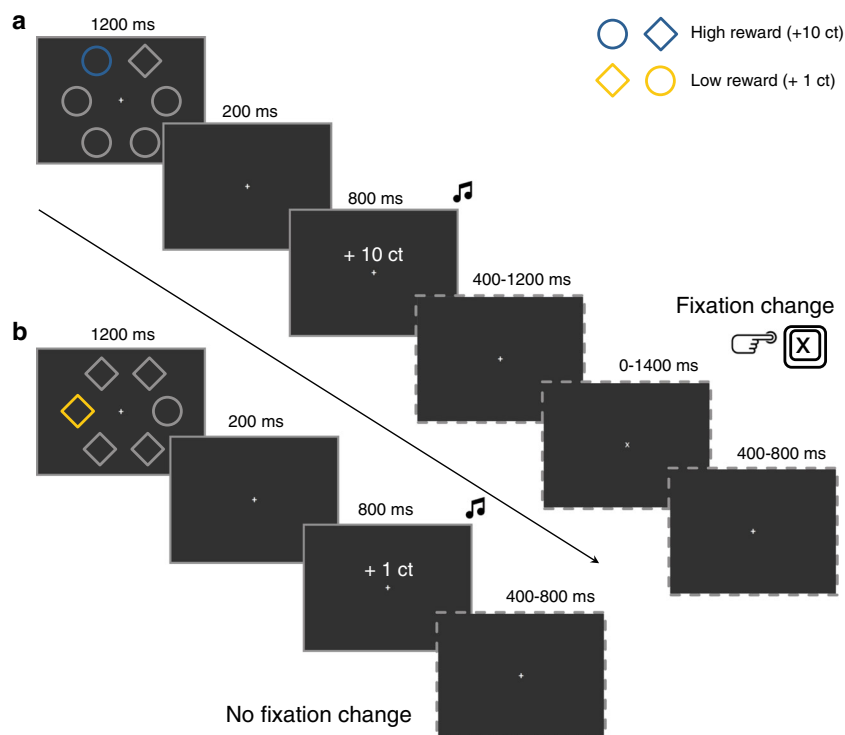 a
1200 ms
High reward (+10 ct)
Low reward (+ 1 ct)
200 ms
800 ms
+ 10 ct
400-1200 ms
Fixation change
X
0-1400 ms
x
400-800 ms
b
1200 ms
200 ms
800 ms
+ 1 ct
400-800 ms
No fixation change